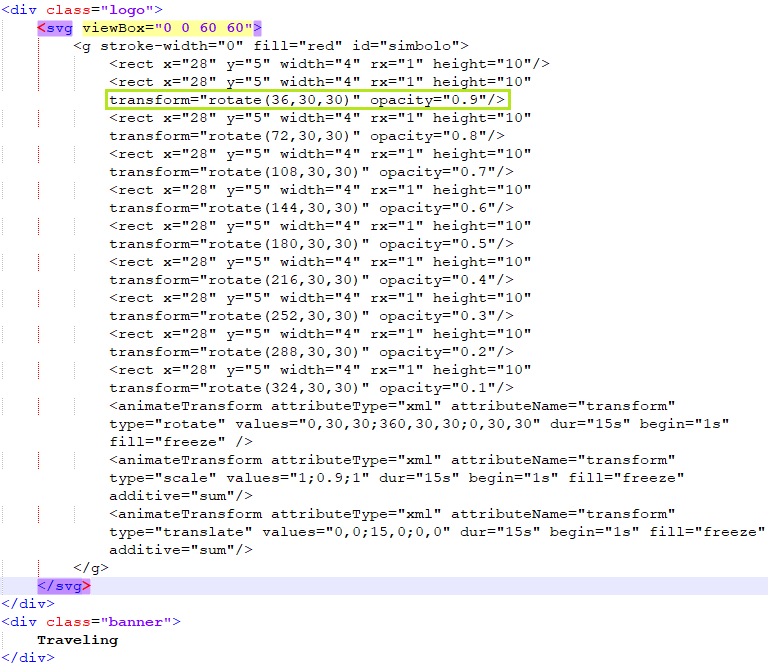 <div class="logo">
<svg viewBox="0 0 60 60">
<g stroke-width="0" fill="red" id="simbolo">
<rect x="28" y="5" width="4" rx="1" height="10"/>
<rect x="28" y="5" width="4" rx="1" height="10"
transform="rotate(36,30,30)" opacity="0.9"/>
<rect x="28" y="5" width="4" rx="1" height="10"
transform="rotate(72,30,30)" opacity="0.8"/>
<rect x="28" y="5" width="4" rx="1" height="10"
transform="rotate(108,30,30)" opacity="0.7"/>
<rect x="28" y="5" width="4" rx="1" height="10"
transform="rotate(144,30,30)" opacity="0.6"/>
<rect x="28" y="5" width="4" rx="1" height="10"
transform="rotate(180,30,30)" opacity="0.5"/>
<rect x="28" y="5" width="4" rx="1" height="10"
transform="rotate(216,30,30)" opacity="0.4"/>
<rect x="28" y="5" width="4" rx="1" height="10"
transform="rotate(252,30,30)" opacity="0.3"/>
<rect x="28" y="5" width="4" rx="1" height="10"
transform="rotate(288,30,30)" opacity="0.2"/>
<rect x="28" y="5" width="4" rx="1" height="10"
transform="rotate(324,30,30)" opacity="0.1"/>
<animateTransform attributeType="xml" attributeName="transform"
type="rotate" values="0,30,30;360,30,30;0,30,30" dur="15s" begin="1s"
fill="freeze" />
<animateTransform attributeType="xml" attributeName="transform"
type="scale" values="1;0.9;1" dur="15s" begin="1s" fill="freeze"
additive="sum"/>
<animateTransform attributeType="xml" attributeName="transform"
type="translate" values="0,0;15,0;0,0" dur="15s" begin="1s" fill="freeze"
additive="sum"/>
</g>
</svg>
</div>
<div class="banner">
Traveling
</div>